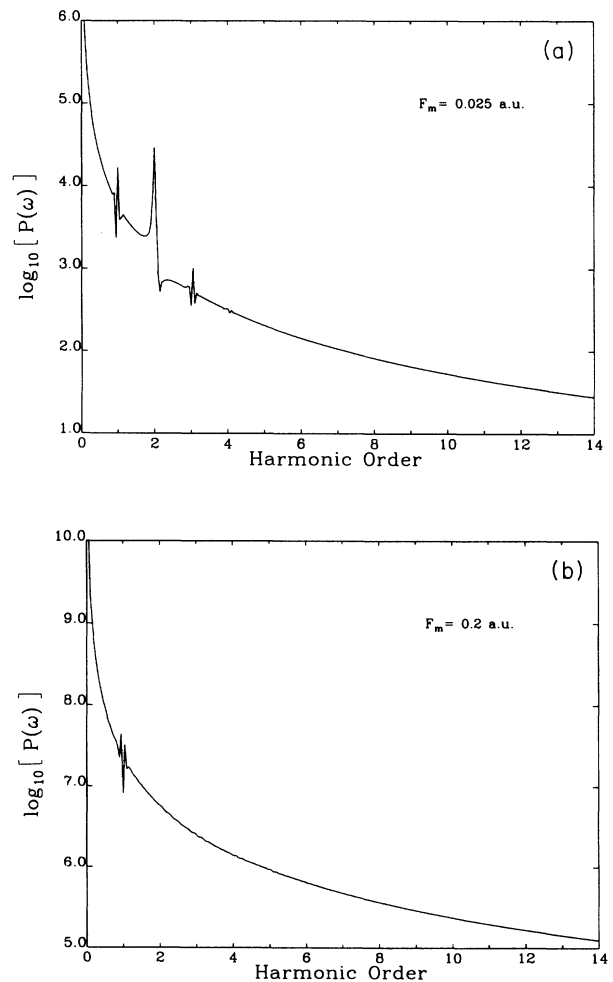 6.0
(a)
Fm= 0.025 a.u.
5.0
4.0
3.0
2.0
1.0
log10 [ P(ω) ]
0 2 4 6 8 10 12 14
Harmonic Order
10.0
(b)
Fm= 0.2 a.u.
9.0
8.0
7.0
6.0
5.0
log10 [ P(ω) ]
0 2 4 6 8 10 12 14
Harmonic Order